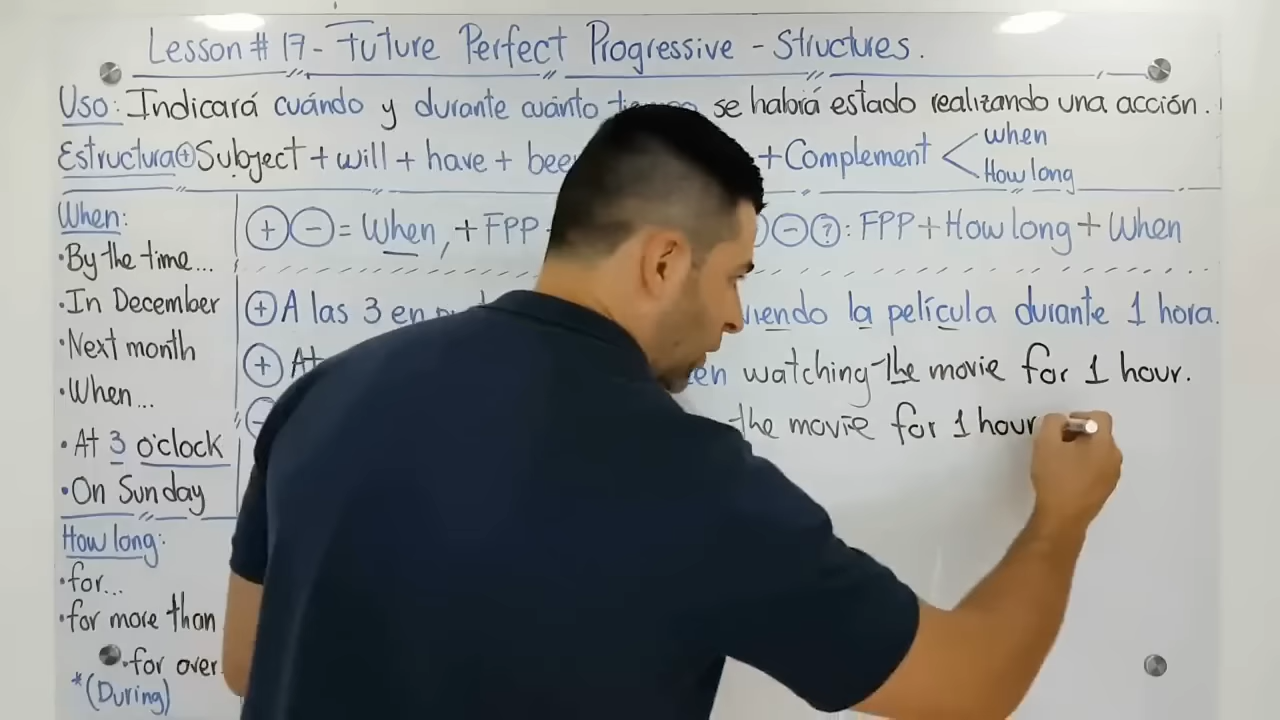 Lesson # 17 - Future Perfect Progressive - Structures.
Uso: Indicará cuándo y durante cuánto se habrá estado realizando una acción.
Estructura⊕ Subject + will + have + been + Complement < When
How long
When:
• By the time...
• In December
• Next month
• When...
• At 3 o'clock
• On Sunday
How long:
• for...
• for more than
• for over
*(During)
⊕⊖ = When, + FPP ⊖?: FPP + How long + When
⊕ A las 3 en viendo la película durante 1 hora.
⊕ At been watching the movie for 1 hour.
⊖ the movie for 1 hour